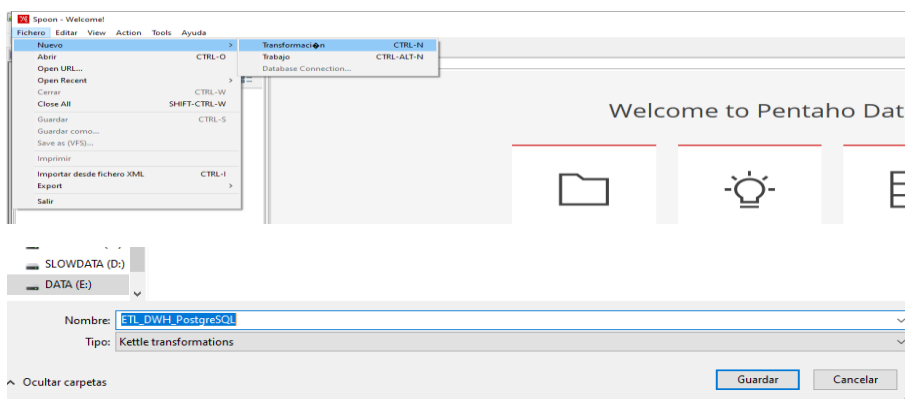 Spoon - Welcome!
Fichero Editar View Action Tools Ayuda
Nuevo > Transformaci�n CTRL-N
Abrir CTRL-O Trabajo CTRL-ALT-N
Open URL... Database Connection...
Open Recent >
Cerrar CTRL-W
Close All SHIFT-CTRL-W
Guardar CTRL-S
Guardar como...
Save as (VFS)...
Imprimir
Importar desde fichero XML CTRL-I
Export >
Salir
Welcome to Pentaho Dat
SLOWDATA (D:)
DATA (E:)
Nombre: ETL_DWH_PostgreSQL
Tipo: Kettle transformations
Ocultar carpetas Guardar Cancelar